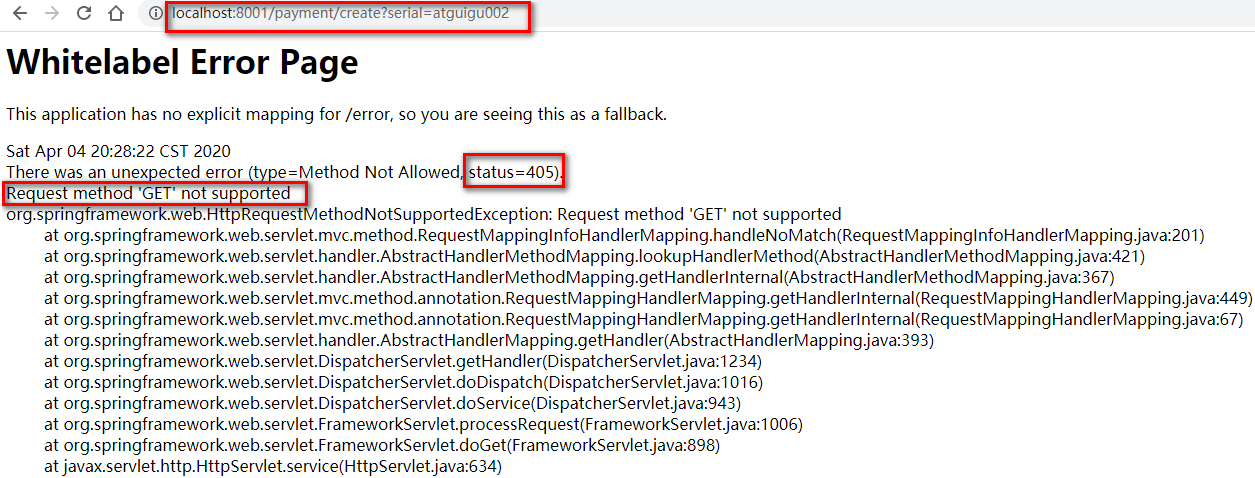 localhost:8001/payment/create?serial=atguigu002
Whitelabel Error Page
This application has no explicit mapping for /error, so you are seeing this as a fallback.
Sat Apr 04 20:28:22 CST 2020
There was an unexpected error (type=Method Not Allowed, status=405).
Request method 'GET' not supported
org.springframework.web.HttpRequestMethodNotSupportedException: Request method 'GET' not supported
at org.springframework.web.servlet.mvc.method.RequestMappingInfoHandlerMapping.handleNoMatch(RequestMappingInfoHandlerMapping.java:201)
at org.springframework.web.servlet.handler.AbstractHandlerMethodMapping.lookupHandlerMethod(AbstractHandlerMethodMapping.java:421)
at org.springframework.web.servlet.handler.AbstractHandlerMethodMapping.getHandlerInternal(AbstractHandlerMethodMapping.java:367)
at org.springframework.web.servlet.mvc.method.annotation.RequestMappingHandlerMapping.getHandlerInternal(RequestMappingHandlerMapping.java:449)
at org.springframework.web.servlet.mvc.method.annotation.RequestMappingHandlerMapping.getHandlerInternal(RequestMappingHandlerMapping.java:67)
at org.springframework.web.servlet.handler.AbstractHandlerMapping.getHandler(AbstractHandlerMapping.java:393)
at org.springframework.web.servlet.DispatcherServlet.getHandler(DispatcherServlet.java:1234)
at org.springframework.web.servlet.DispatcherServlet.doDispatch(DispatcherServlet.java:1016)
at org.springframework.web.servlet.DispatcherServlet.doService(DispatcherServlet.java:943)
at org.springframework.web.servlet.FrameworkServlet.processRequest(FrameworkServlet.java:1006)
at org.springframework.web.servlet.FrameworkServlet.doGet(FrameworkServlet.java:898)
at javax.servlet.http.HttpServlet.service(HttpServlet.java:634)